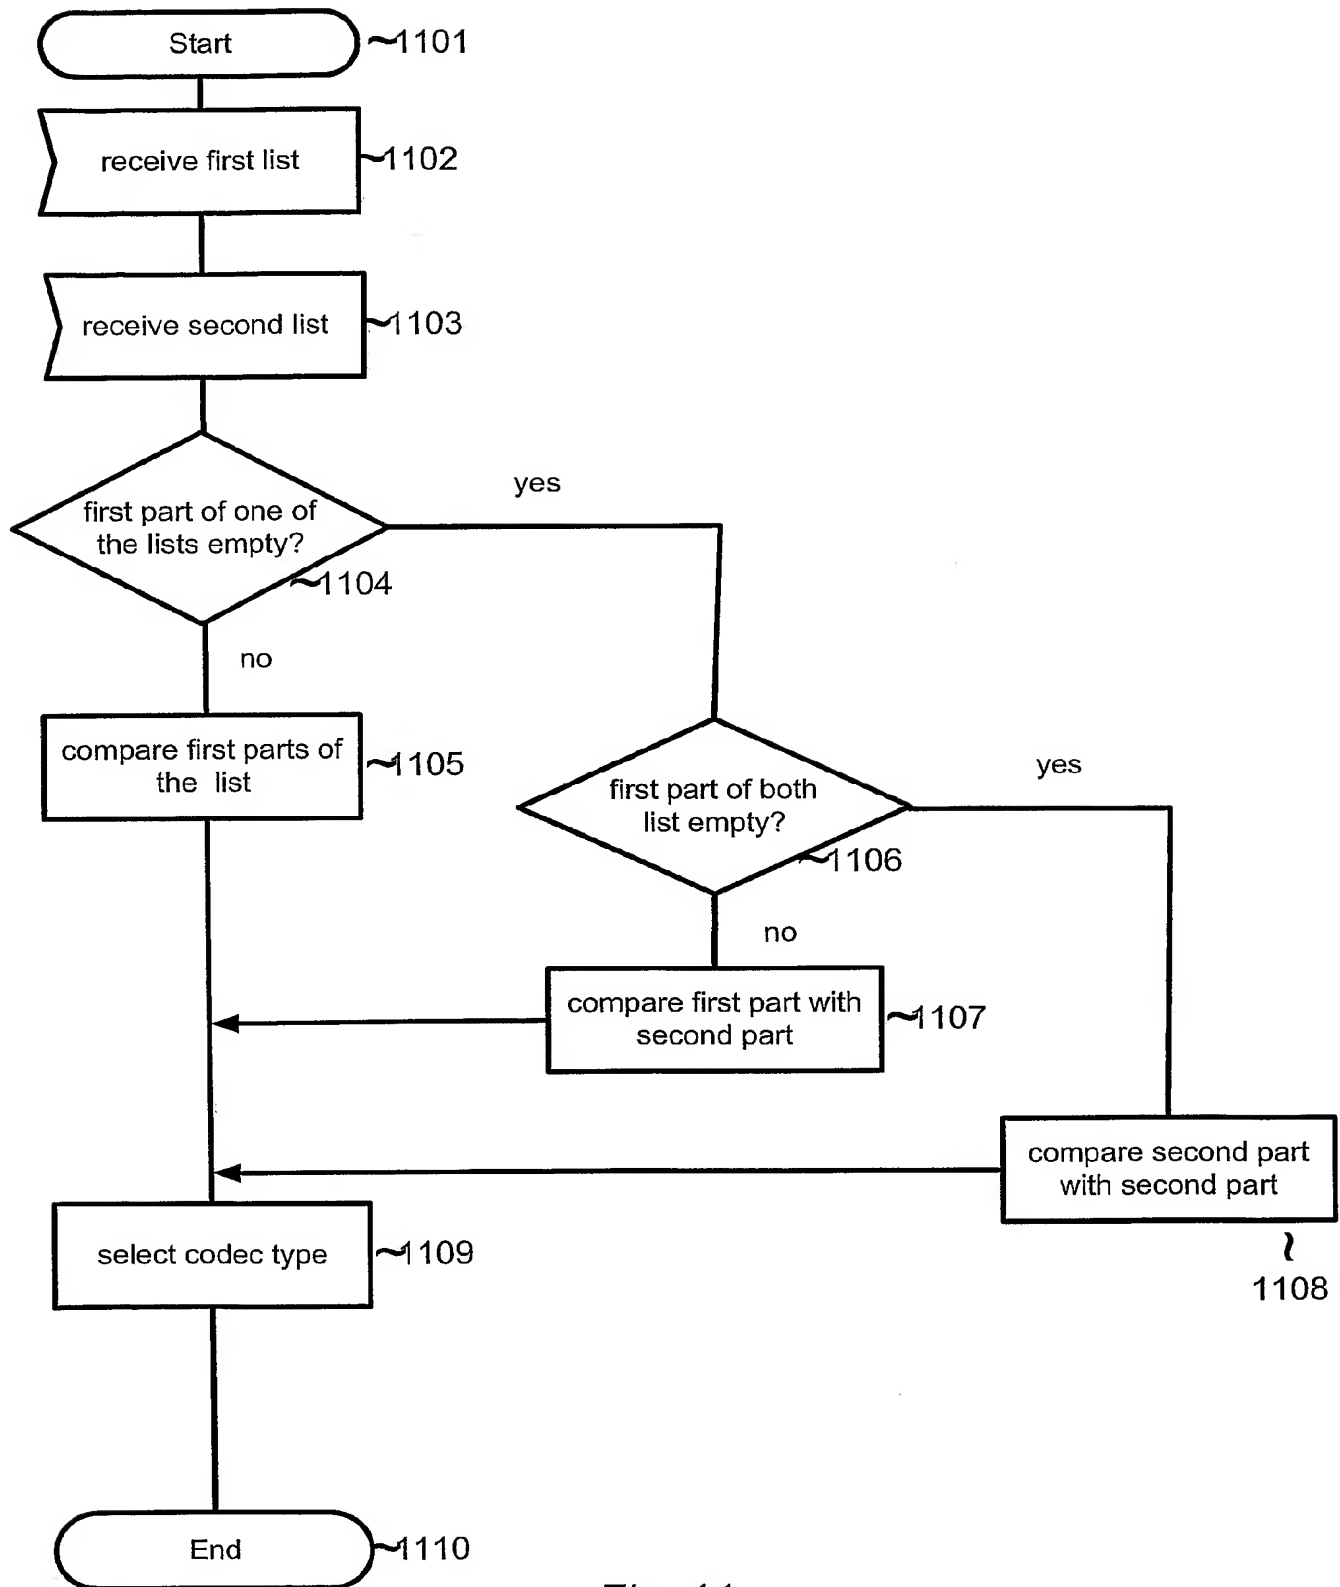 Start
1101
receive first list
1102
receive second list
1103
yes
first part of one of
the lists empty?
1104
no
compare first parts of
the list
1105
first part of both
list empty?
1106
yes
no
compare first part with
second part
1107
compare second part
with second part
1108
select codec type
1109
End
1110